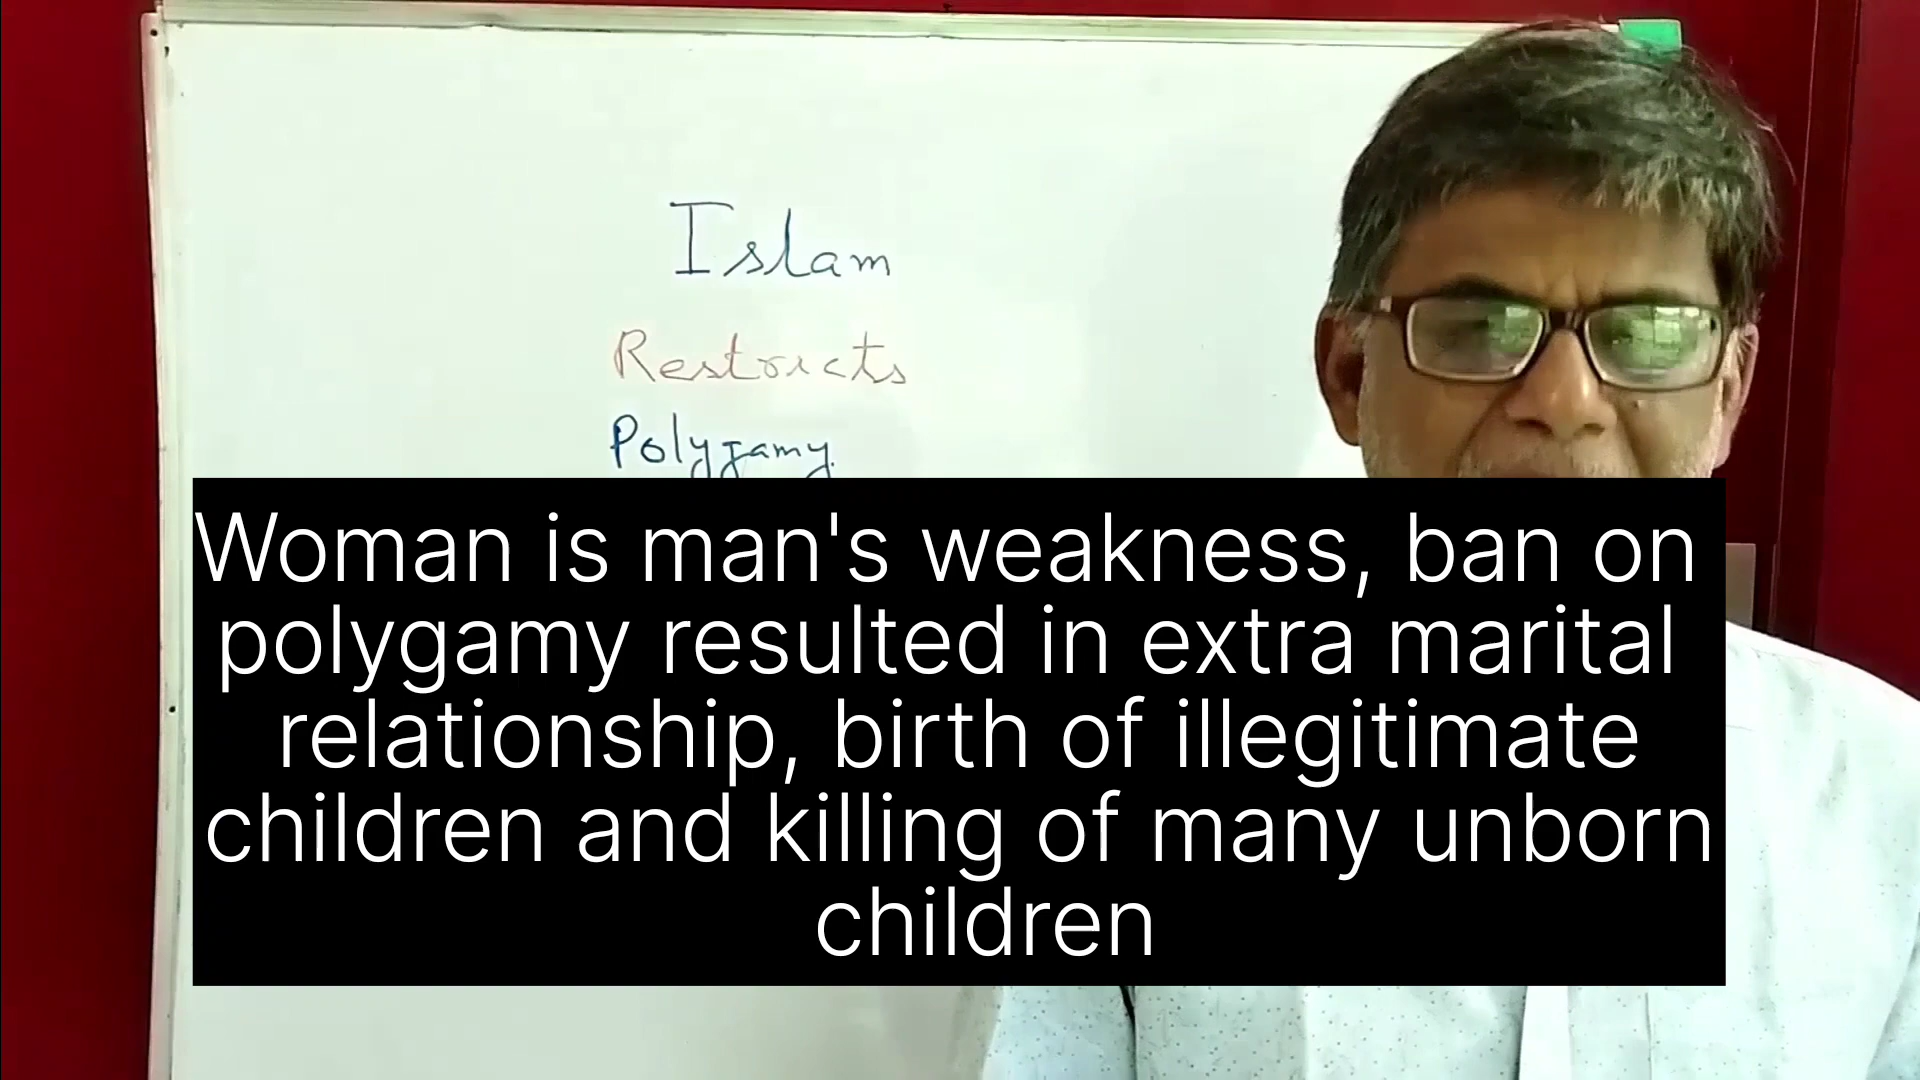 Islam
Restricts
Polygamy
Woman is man's weakness, ban on
polygamy resulted in extra marital
relationship, birth of illegitimate
children and killing of many unborn
children